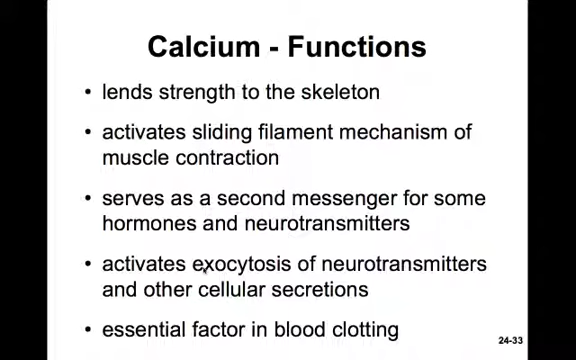 Calcium - Functions
• lends strength to the skeleton
• activates sliding filament mechanism of
muscle contraction
• serves as a second messenger for some
hormones and neurotransmitters
• activates exocytosis of neurotransmitters
and other cellular secretions
• essential factor in blood clotting
24-33